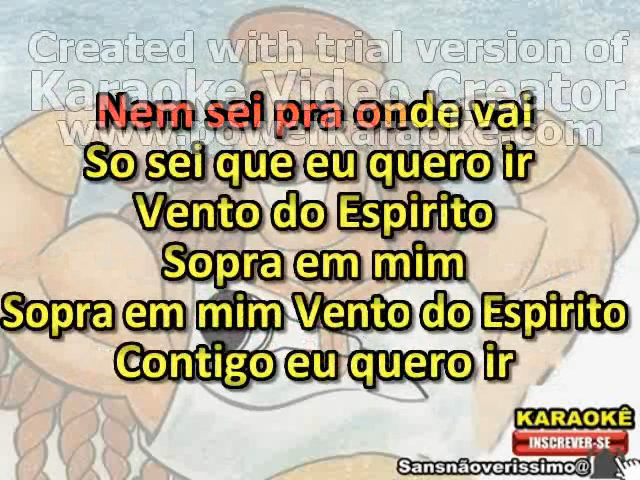 Created with trial version of
Karaoke Video Creator
www.powerkaraoke.com
Nem sei pra onde vai
So sei que eu quero ir
Vento do Espirito
Sopra em mim
Sopra em mim Vento do Espirito
Contigo eu quero ir
KARAOKÊ
INSCREVER-SE
Sansnãoverissimo@